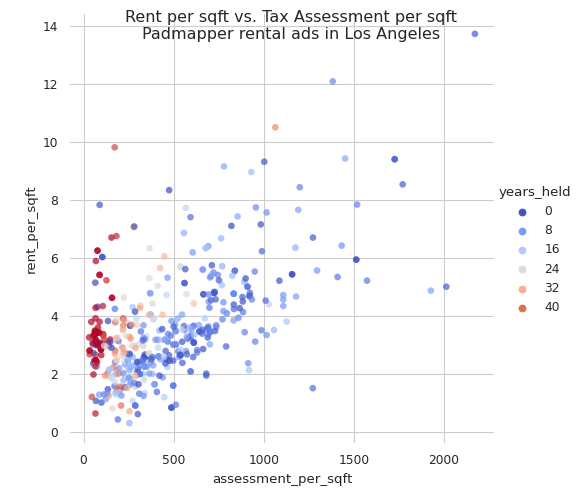 Rent per sqft vs. Tax Assessment per sqft
Padmapper rental ads in Los Angeles
14
12
10
8
6
4
2
0
rent_per_sqft
0 500 1000 1500 2000
assessment_per_sqft
years_held
0
8
16
24
32
40